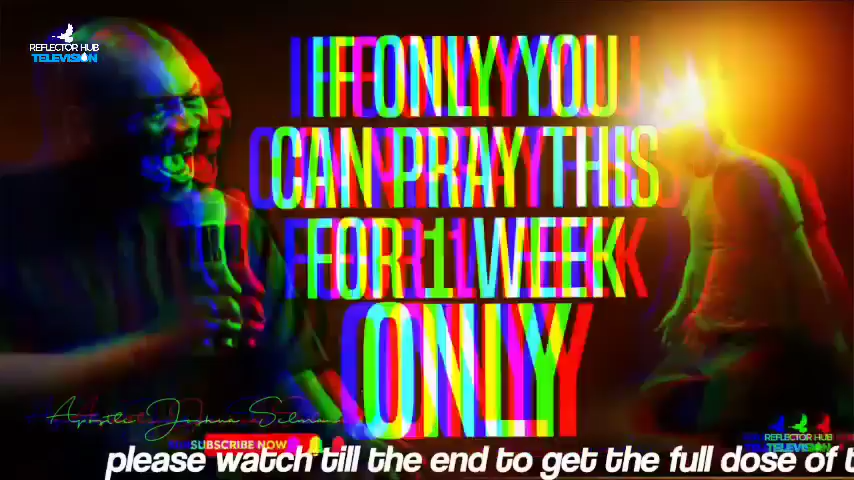 REFLECTOR HUB
TELEVISION
IF ONLY YOU
CAN PRAY THIS
FOR 1 WEEK
ONLY
Apostle Joshua Selman
SUBSCRIBE NOW
REFLECTOR HUB
TELEVISION
please watch till the end to get the full dose of t